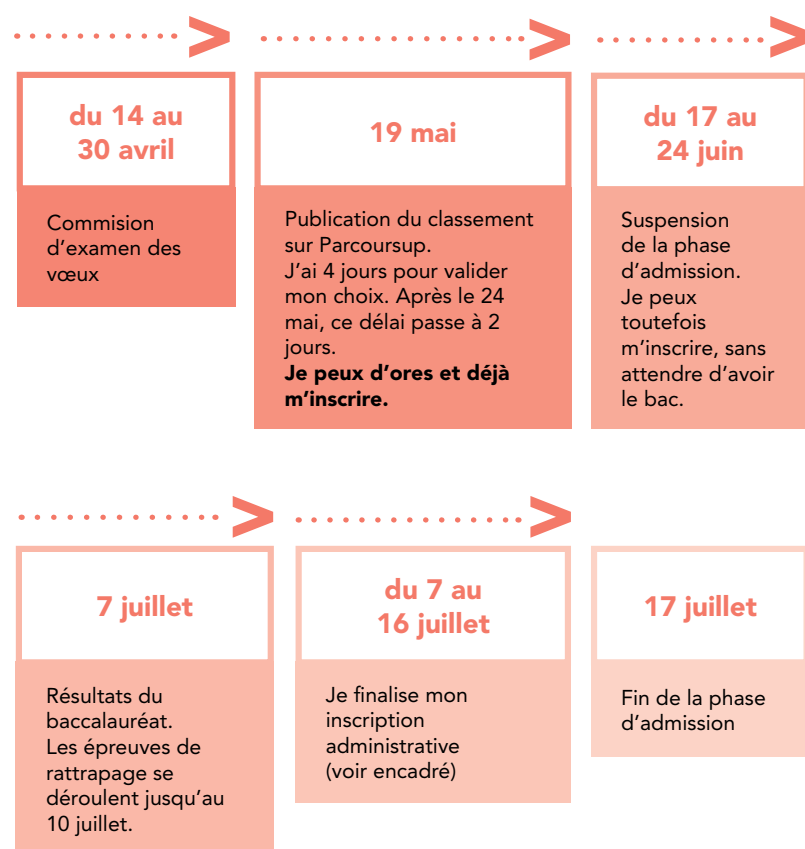 du 14 au
30 avril
Commision
d'examen des
vœux
19 mai
Publication du classement
sur Parcoursup.
J'ai 4 jours pour valider
mon choix. Après le 24
mai, ce délai passe à 2
jours.
Je peux d'ores et déjà
m'inscrire.
du 17 au
24 juin
Suspension
de la phase
d'admission.
Je peux
toutefois
m'inscrire, sans
attendre d'avoir
le bac.
7 juillet
Résultats du
baccalauréat.
Les épreuves de
rattrapage se
déroulent jusqu'au
10 juillet.
du 7 au
16 juillet
Je finalise mon
inscription
administrative
(voir encadré)
17 juillet
Fin de la phase
d'admission